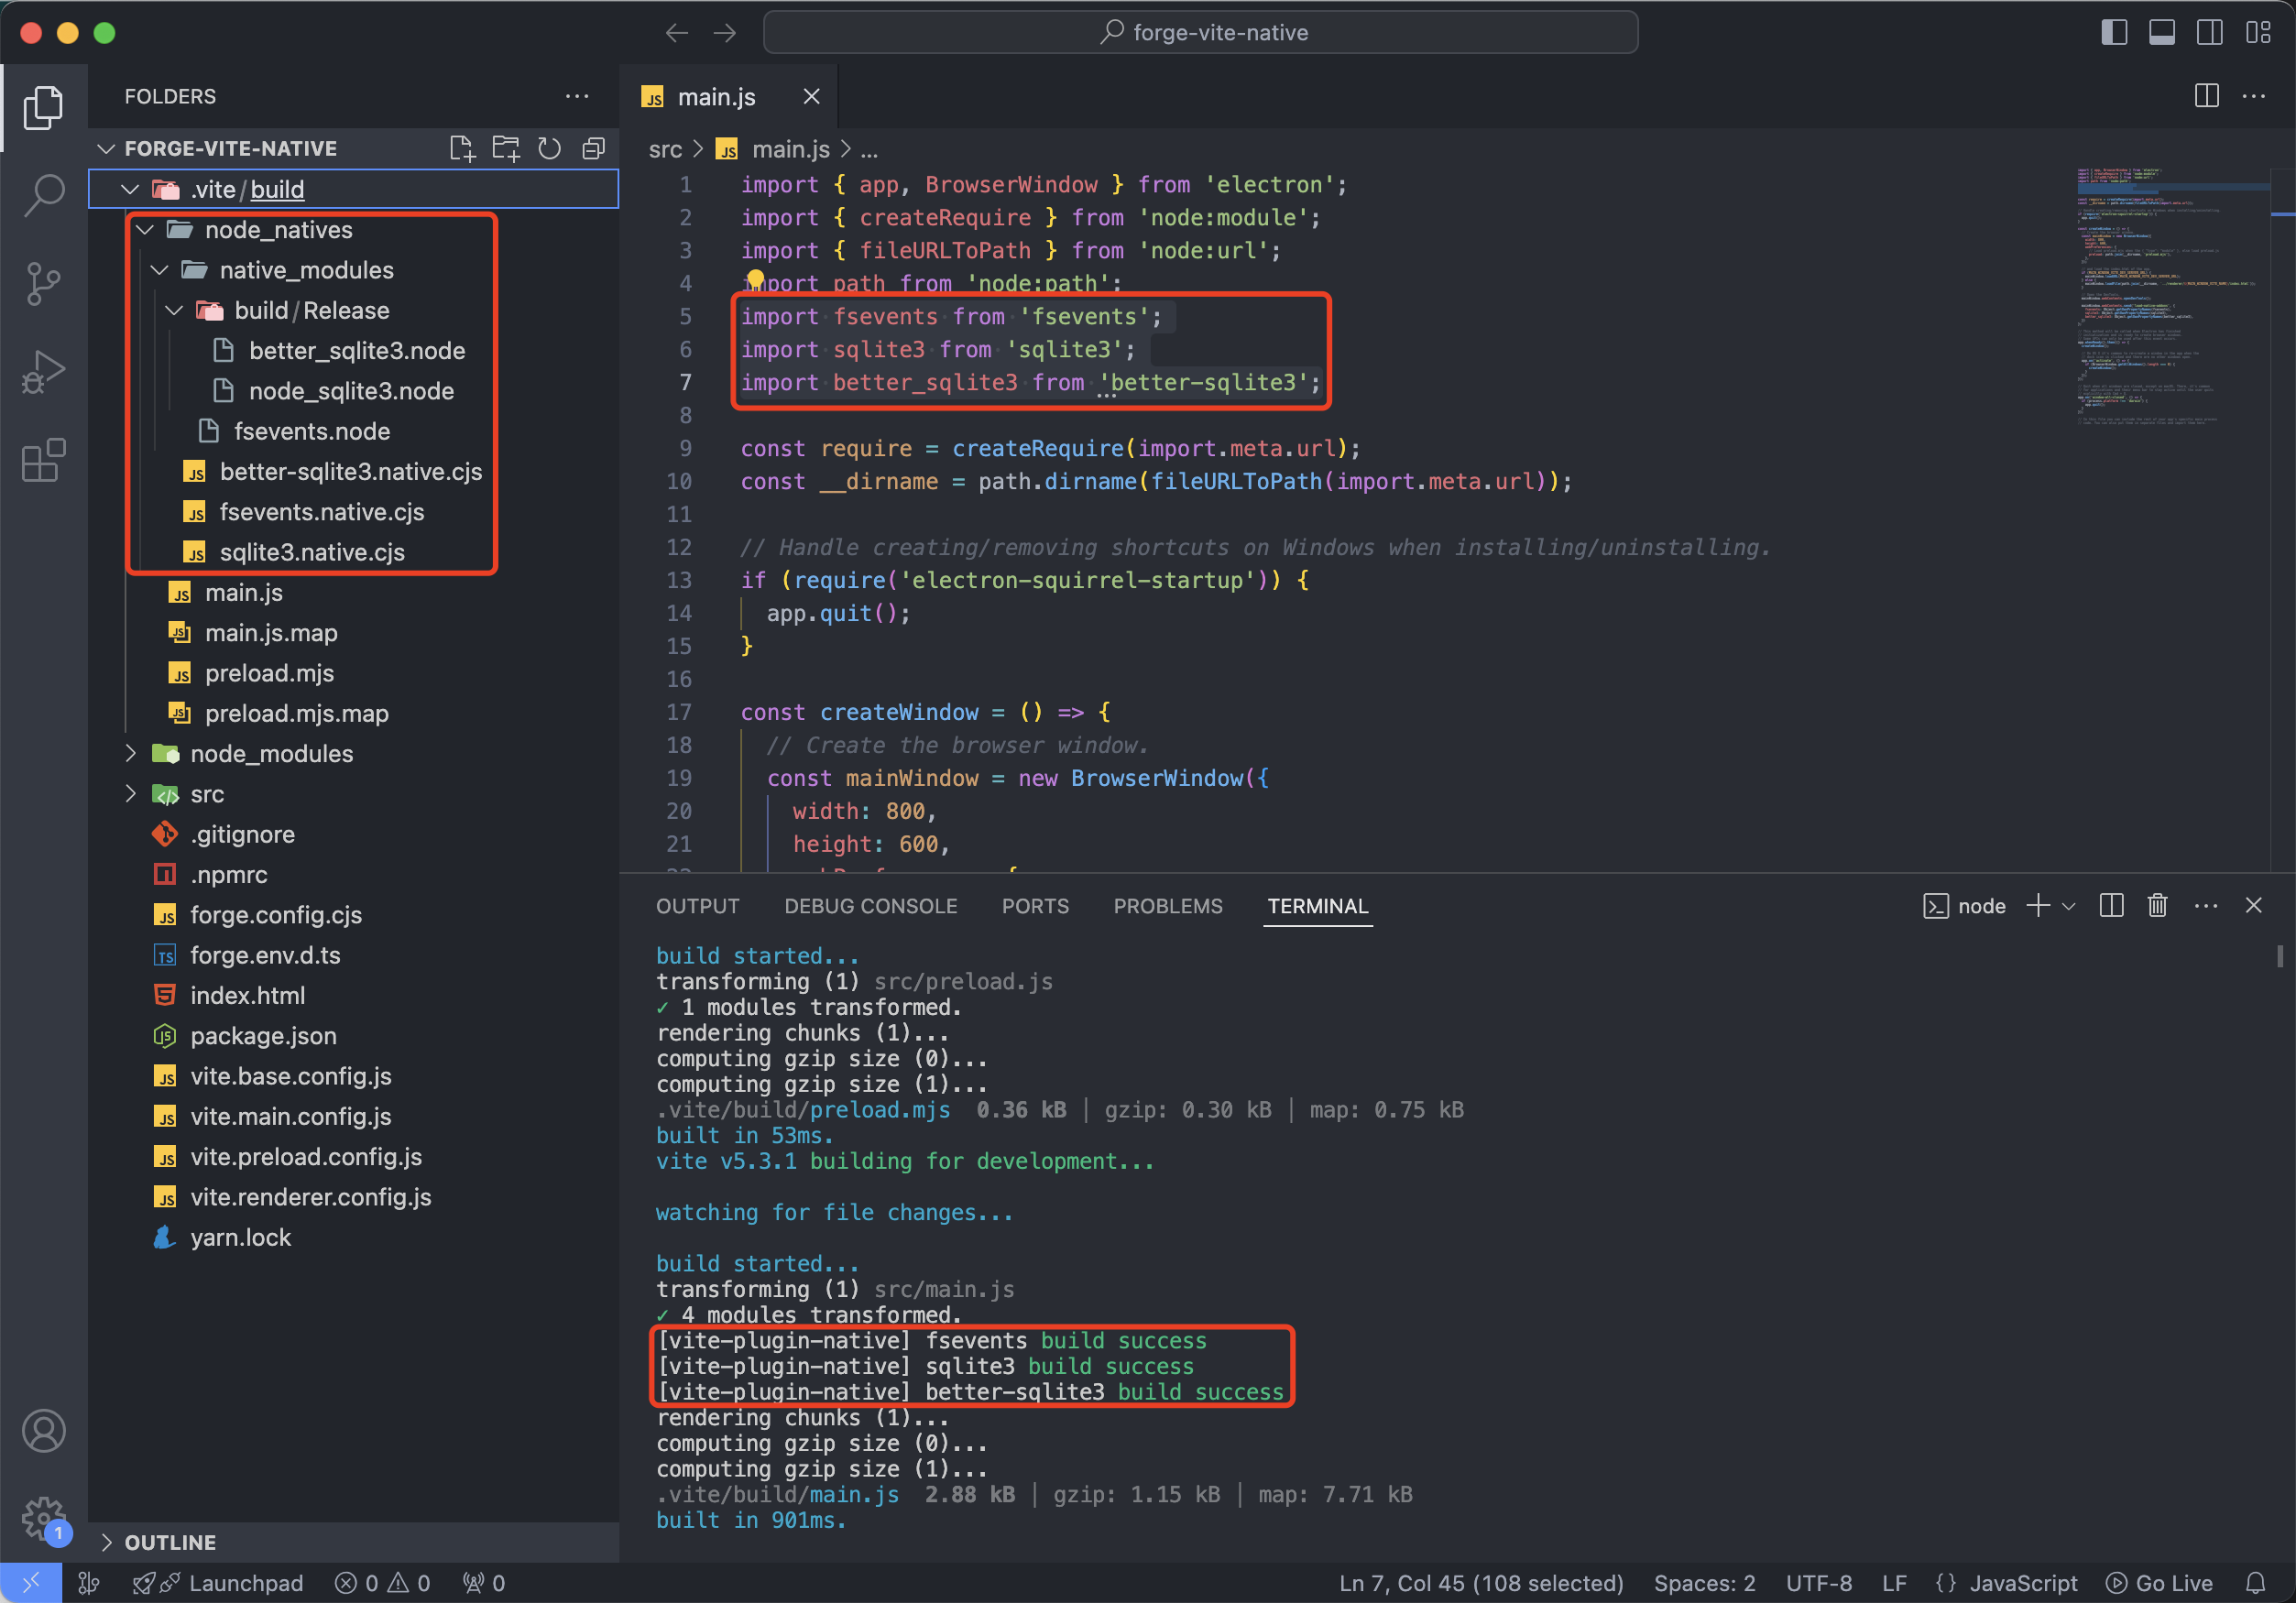 forge-vite-native
FOLDERS
FORGE-VITE-NATIVE
.vite/build
node_natives
native_modules
build/Release
better_sqlite3.node
node_sqlite3.node
fsevents.node
better-sqlite3.native.cjs
fsevents.native.cjs
sqlite3.native.cjs
main.js
main.js.map
preload.mjs
preload.mjs.map
node_modules
src
.gitignore
.npmrc
forge.config.cjs
forge.env.d.ts
index.html
package.json
vite.base.config.js
vite.main.config.js
vite.preload.config.js
vite.renderer.config.js
yarn.lock
OUTLINE
JS main.js
src > JS main.js > ...
1 import { app, BrowserWindow } from 'electron';
2 import { createRequire } from 'node:module';
3 import { fileURLToPath } from 'node:url';
4 import path from 'node:path';
5 import fsevents from 'fsevents';
6 import sqlite3 from 'sqlite3';
7 import better_sqlite3 from 'better-sqlite3';
8
9 const require = createRequire(import.meta.url);
10 const __dirname = path.dirname(fileURLToPath(import.meta.url));
11
12 // Handle creating/removing shortcuts on Windows when installing/uninstalling.
13 if (require('electron-squirrel-startup')) {
14 app.quit();
15 }
16
17 const createWindow = () => {
18 // Create the browser window.
19 const mainWindow = new BrowserWindow({
20 width: 800,
21 height: 600,
OUTPUT DEBUG CONSOLE PORTS PROBLEMS TERMINAL node
build started...
transforming (1) src/preload.js
✓ 1 modules transformed.
rendering chunks (1)...
computing gzip size (0)...
computing gzip size (1)...
.vite/build/preload.mjs 0.36 kB │ gzip: 0.30 kB │ map: 0.75 kB
built in 53ms.
vite v5.3.1 building for development...
watching for file changes...
build started...
transforming (1) src/main.js
✓ 4 modules transformed.
[vite-plugin-native] fsevents build success
[vite-plugin-native] sqlite3 build success
[vite-plugin-native] better-sqlite3 build success
rendering chunks (1)...
computing gzip size (0)...
computing gzip size (1)...
.vite/build/main.js 2.88 kB │ gzip: 1.15 kB │ map: 7.71 kB
built in 901ms.
1
Launchpad 0 0 0 Ln 7, Col 45 (108 selected) Spaces: 2 UTF-8 LF {} JavaScript Go Live